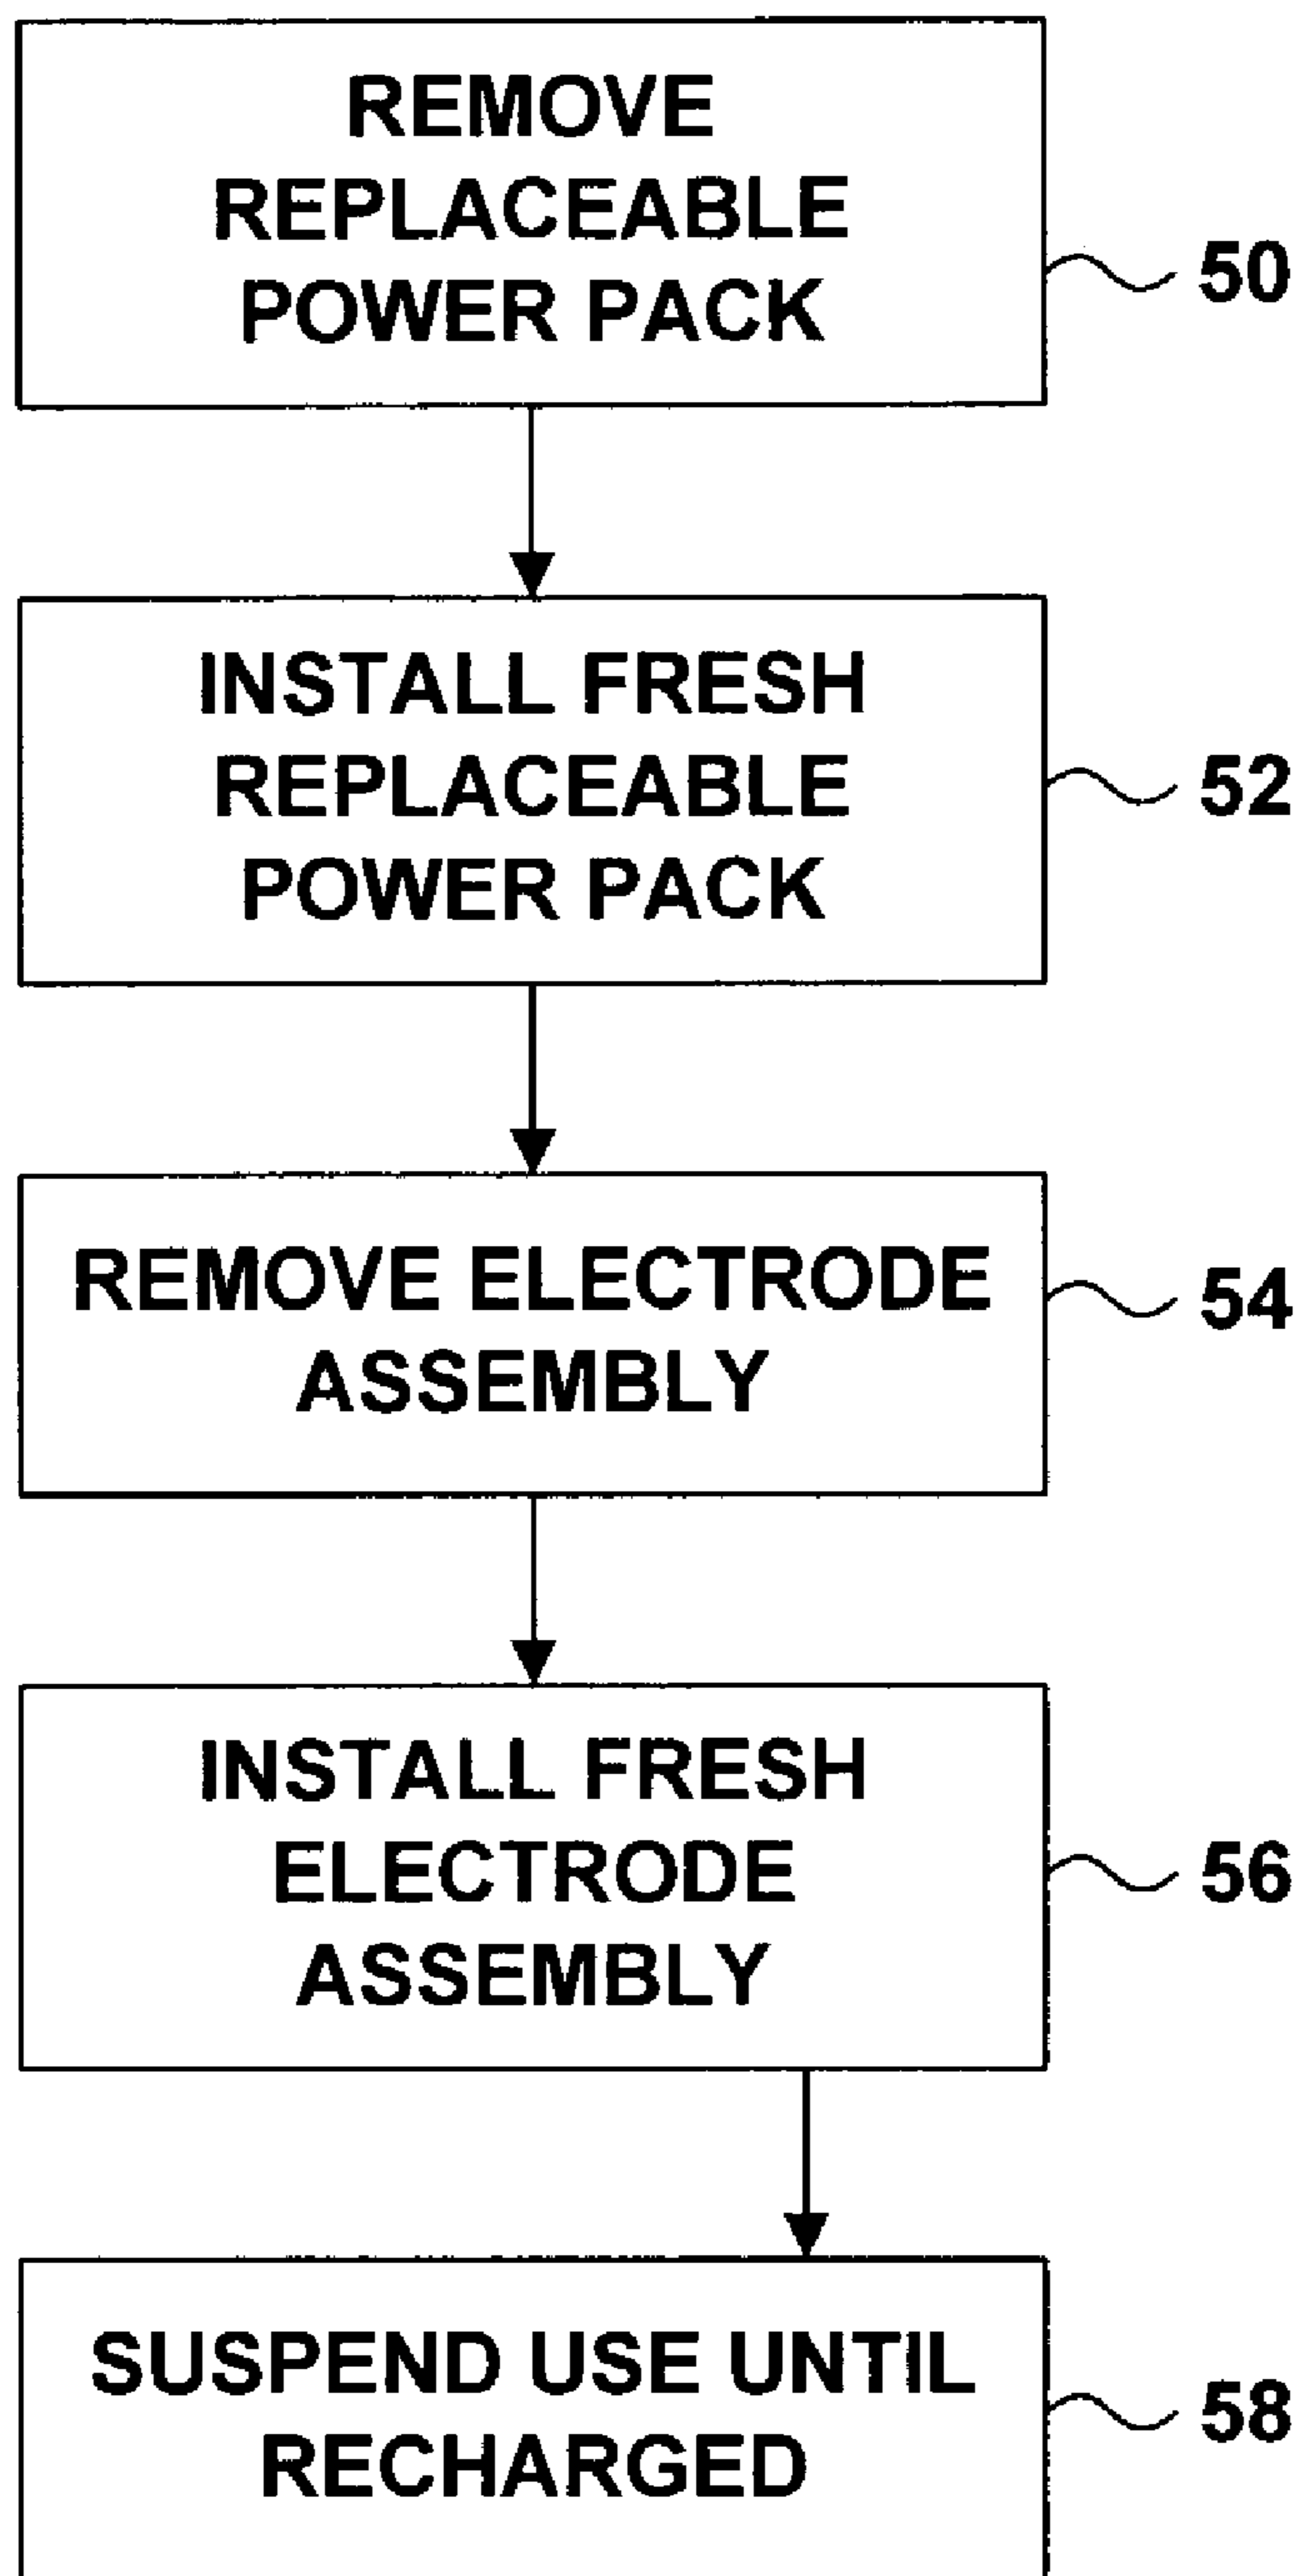 REMOVE
REPLACEABLE
POWER PACK
50
INSTALL FRESH
REPLACEABLE
POWER PACK
52
REMOVE ELECTRODE
ASSEMBLY
54
INSTALL FRESH
ELECTRODE
ASSEMBLY
56
SUSPEND USE UNTIL
RECHARGED
58